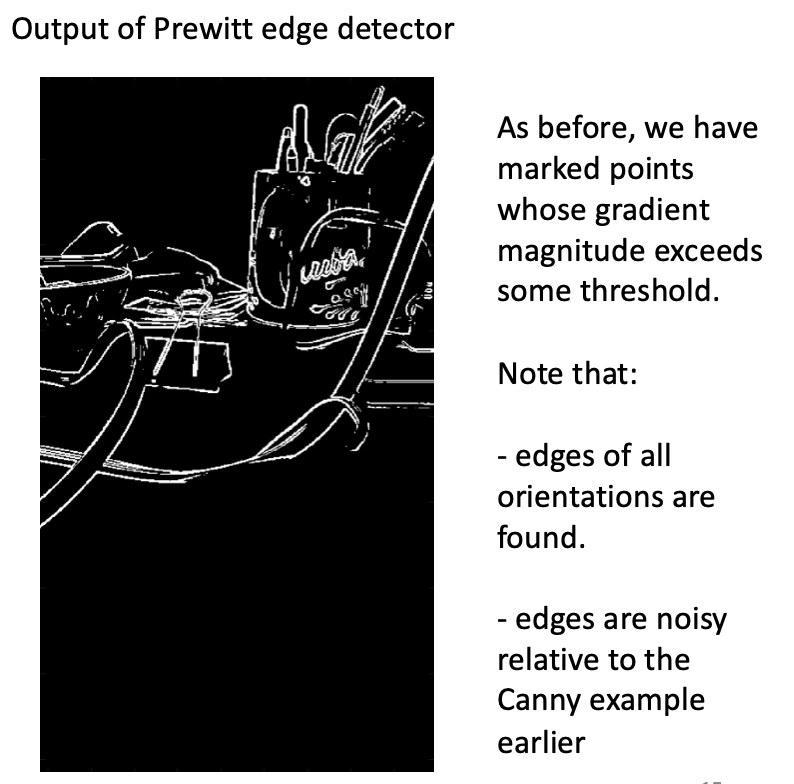 Output of Prewitt edge detector
As before, we have
marked points
whose gradient
magnitude exceeds
some threshold.
Note that:
- edges of all
orientations are
found.
- edges are noisy
relative to the
Canny example
earlier